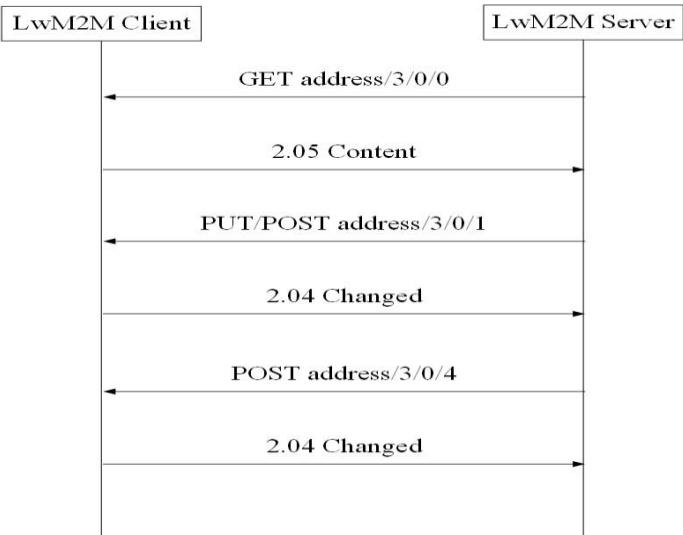 LwM2M Client
LwM2M Server
GET address/3/0/0
2.05 Content
PUT/POST address/3/0/1
2.04 Changed
POST address/3/0/4
2.04 Changed